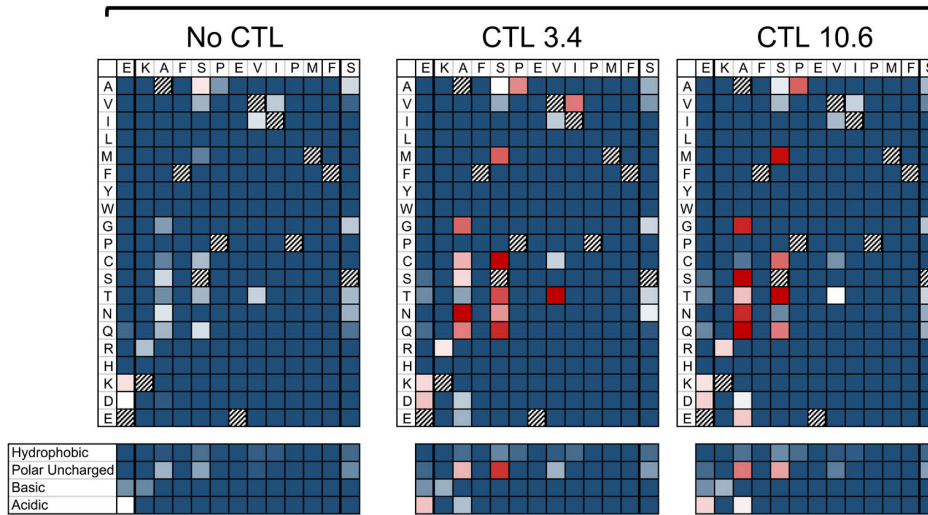 No CTL
CTL 3.4
CTL 10.6
E K A F S P E V I P M F S
E K A F S P E V I P M F S
E K A F S P E V I P M F S
A A A
V V V
I I I
L L L
M M M
F F F
Y Y Y
W W W
G G G
P P P
C C C
S S S
T T T
N N N
Q Q Q
R R R
H H H
K K K
D D D
E E E
Hydrophobic
Polar Uncharged
Basic
Acidic